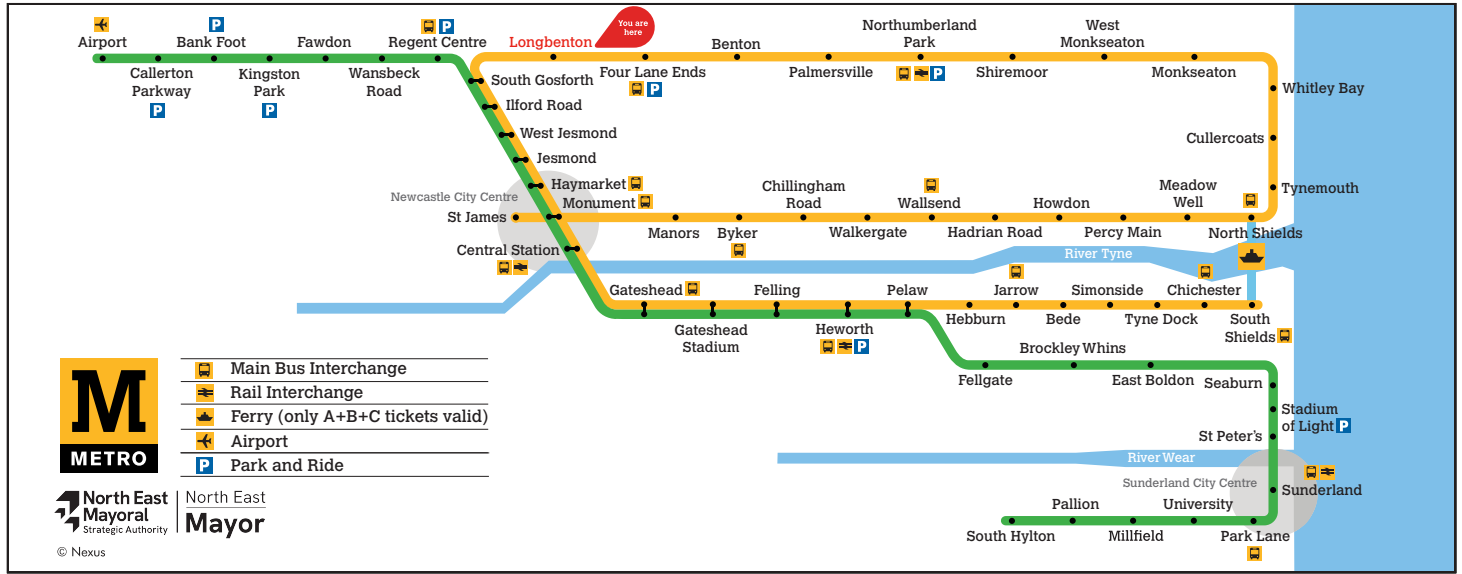 Airport
Bank Foot
Fawdon
Regent Centre
Callerton
Parkway
Kingston
Park
Wansbeck
Road
P
P
P
P
Longbenton
You are
here
Four Lane Ends
P
Benton
Palmersville
Northumberland
Park
P
Shiremoor
West
Monkseaton
Monkseaton
Whitley Bay
Cullercoats
Tynemouth
South Gosforth
Ilford Road
West Jesmond
Jesmond
Haymarket
Newcastle City Centre
Monument
St James
Central Station
Manors
Byker
Chillingham
Road
Walkergate
Wallsend
Hadrian Road
Howdon
Percy Main
Meadow
Well
North Shields
River Tyne
Gateshead
Gateshead
Stadium
Felling
Heworth
P
Pelaw
Hebburn
Jarrow
Bede
Simonside
Tyne Dock
Chichester
South
Shields
Fellgate
Brockley Whins
East Boldon
Seaburn
Stadium
of Light P
St Peter's
River Wear
Sunderland City Centre
Sunderland
Park Lane
University
Millfield
Pallion
South Hylton
M
METRO
Main Bus Interchange
Rail Interchange
Ferry (only A+B+C tickets valid)
Airport
P Park and Ride
North East
Mayoral
Strategic Authority
North East
Mayor
© Nexus